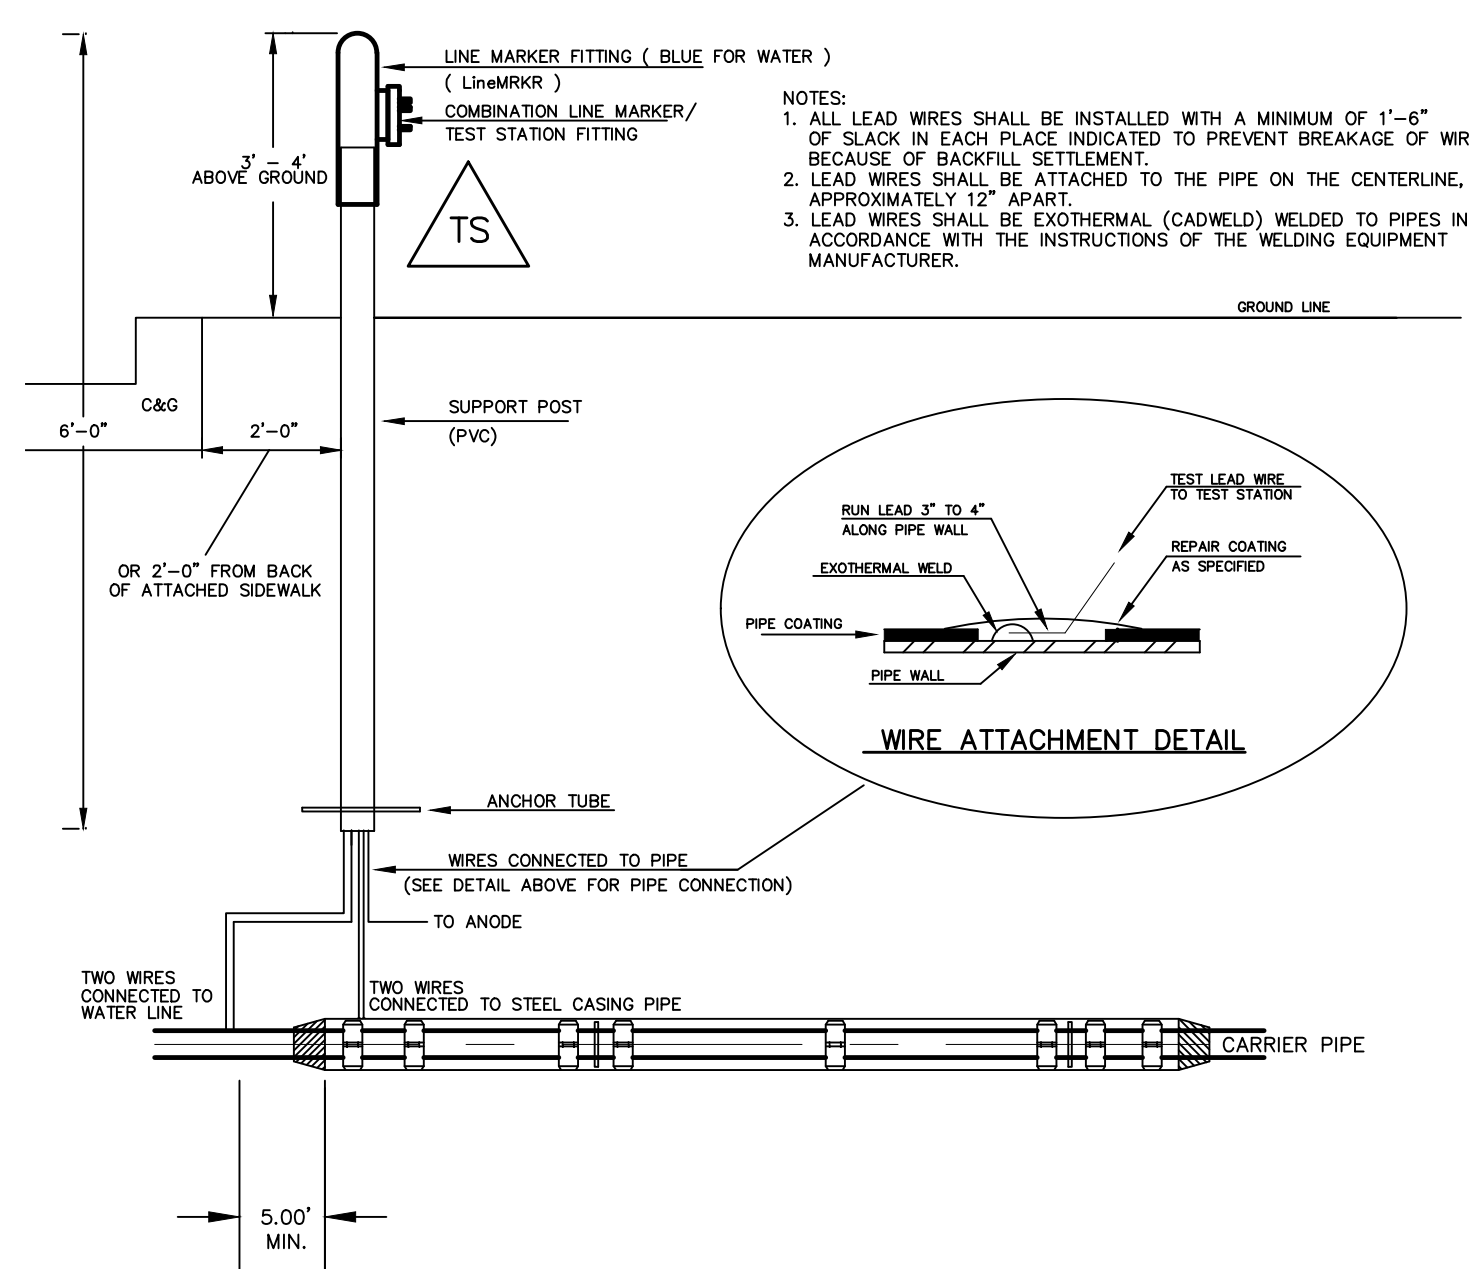 LINE MARKER FITTING ( BLUE FOR WATER )
( LineMRKR )
COMBINATION LINE MARKER/
TEST STATION FITTING
NOTES:
1. ALL LEAD WIRES SHALL BE INSTALLED WITH A MINIMUM OF 1'-6"
OF SLACK IN EACH PLACE INDICATED TO PREVENT BREAKAGE OF WIR
BECAUSE OF BACKFILL SETTLEMENT.
2. LEAD WIRES SHALL BE ATTACHED TO THE PIPE ON THE CENTERLINE,
APPROXIMATELY 12" APART.
3. LEAD WIRES SHALL BE EXOTHERMAL (CADWELD) WELDED TO PIPES IN
ACCORDANCE WITH THE INSTRUCTIONS OF THE WELDING EQUIPMENT
MANUFACTURER.
3' - 4'
ABOVE GROUND
TS
GROUND LINE
C&G
6'-0"
2'-0"
SUPPORT POST
(PVC)
OR 2'-0" FROM BACK
OF ATTACHED SIDEWALK
TEST LEAD WIRE
TO TEST STATION
RUN LEAD 3" TO 4"
ALONG PIPE WALL
REPAIR COATING
AS SPECIFIED
EXOTHERMAL WELD
PIPE COATING
PIPE WALL
WIRE ATTACHMENT DETAIL
ANCHOR TUBE
WIRES CONNECTED TO PIPE
(SEE DETAIL ABOVE FOR PIPE CONNECTION)
TO ANODE
TWO WIRES
CONNECTED TO
WATER LINE
TWO WIRES
CONNECTED TO STEEL CASING PIPE
CARRIER PIPE
5.00'
MIN.